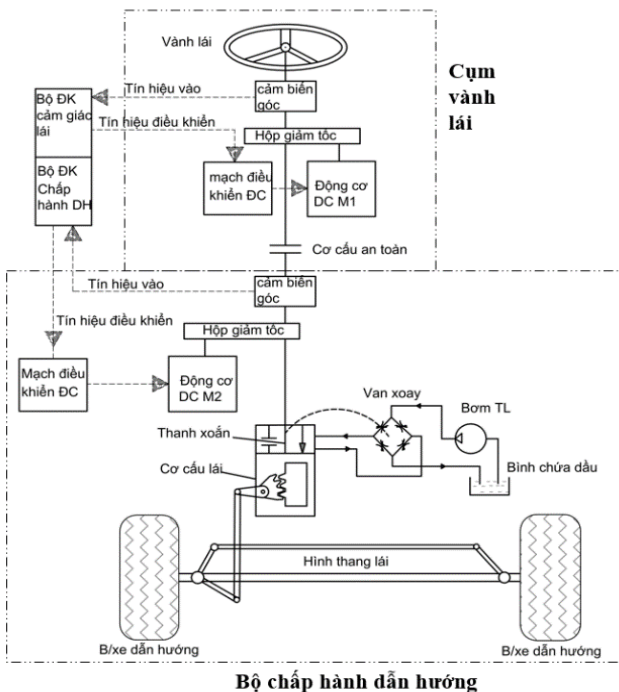 Vành lái
Cụm
vành
lái
Tín hiệu vào
cảm biến
góc
Bộ ĐK
cảm giác
lái
Tín hiệu điều khiển
Hộp giảm tốc
Bộ ĐK
Chấp
hành DH
mạch điều
khiển ĐC
Động cơ
DC M1
Cơ cấu an toàn
Tín hiệu vào
cảm biến
góc
Tín hiệu điều khiển
Hộp giảm tốc
Mạch điều
khiển ĐC
Động cơ
DC M2
Van xoay
Bơm TL
Thanh xoắn
Cơ cấu lái
Bình chứa dầu
Hình thang lái
B/xe dẫn hướng
B/xe dẫn hướng
Bộ chấp hành dẫn hướng